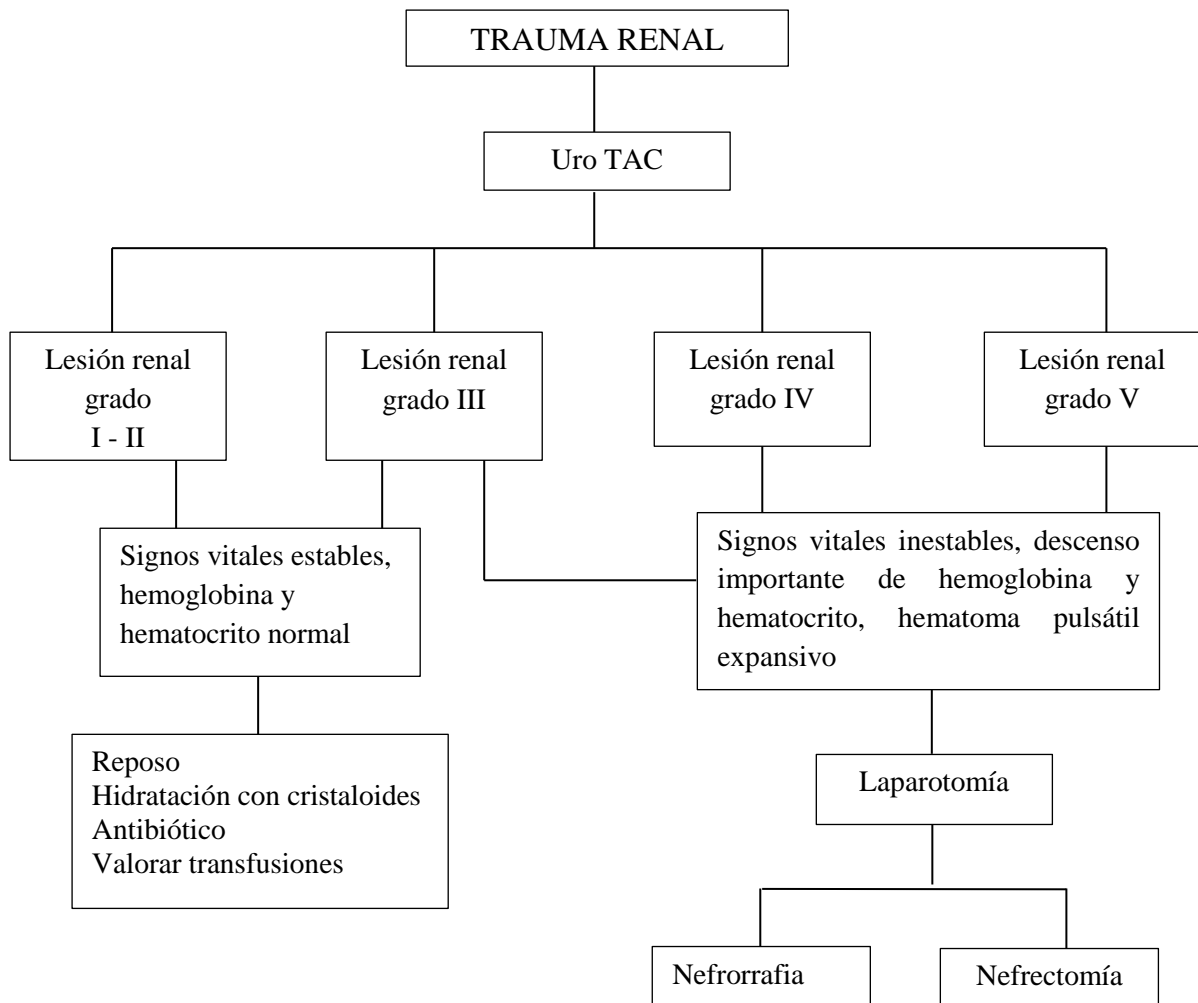 TRAUMA RENAL
Uro TAC
Lesión renal
grado
I - II
Lesión renal
grado III
Lesión renal
grado IV
Lesión renal
grado V
Signos vitales estables,
hemoglobina y
hematocrito normal
Signos vitales inestables, descenso
importante de hemoglobina y
hematocrito, hematoma pulsátil
expansivo
Reposo
Hidratación con cristaloides
Antibiótico
Valorar transfusiones
Laparotomía
Nefrorrafia
Nefrectomía